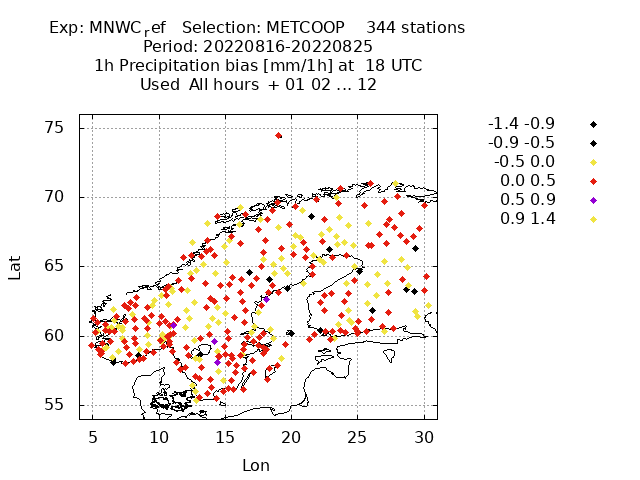 Exp: MNWCref   Selection: METCOOP    344 stations
Period: 20220816-20220825
1h Precipitation bias [mm/1h] at  18 UTC
Used  All hours  + 01 02 ... 12
75
70
65
60
55
5 10 15 20 25 30
Lat
Lon
-1.4 -0.9
-0.9 -0.5
-0.5 0.0
0.0 0.5
0.5 0.9
0.9 1.4